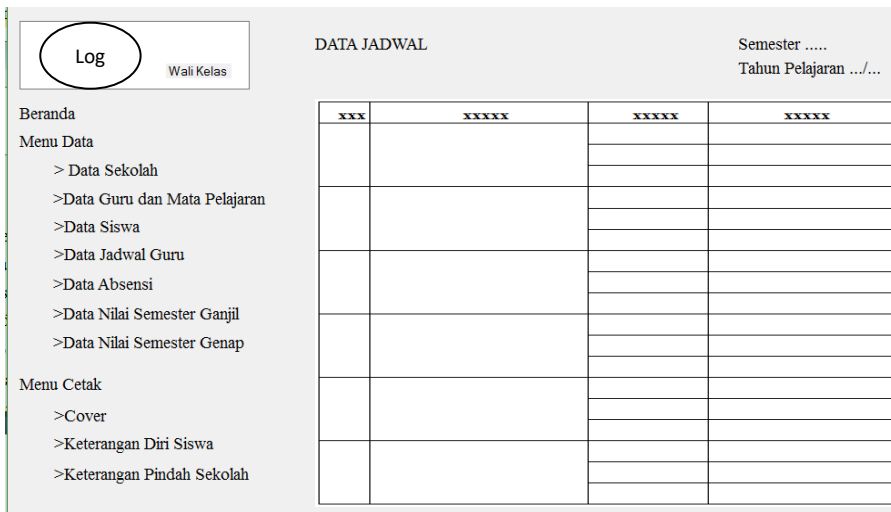 Log
Wali Kelas
DATA JADWAL
Semester .....
Tahun Pelajaran .../...
Beranda
Menu Data
> Data Sekolah
>Data Guru dan Mata Pelajaran
>Data Siswa
>Data Jadwal Guru
>Data Absensi
>Data Nilai Semester Ganjil
>Data Nilai Semester Genap
Menu Cetak
>Cover
>Keterangan Diri Siswa
>Keterangan Pindah Sekolah
xxx xxxxx xxxxx xxxxx